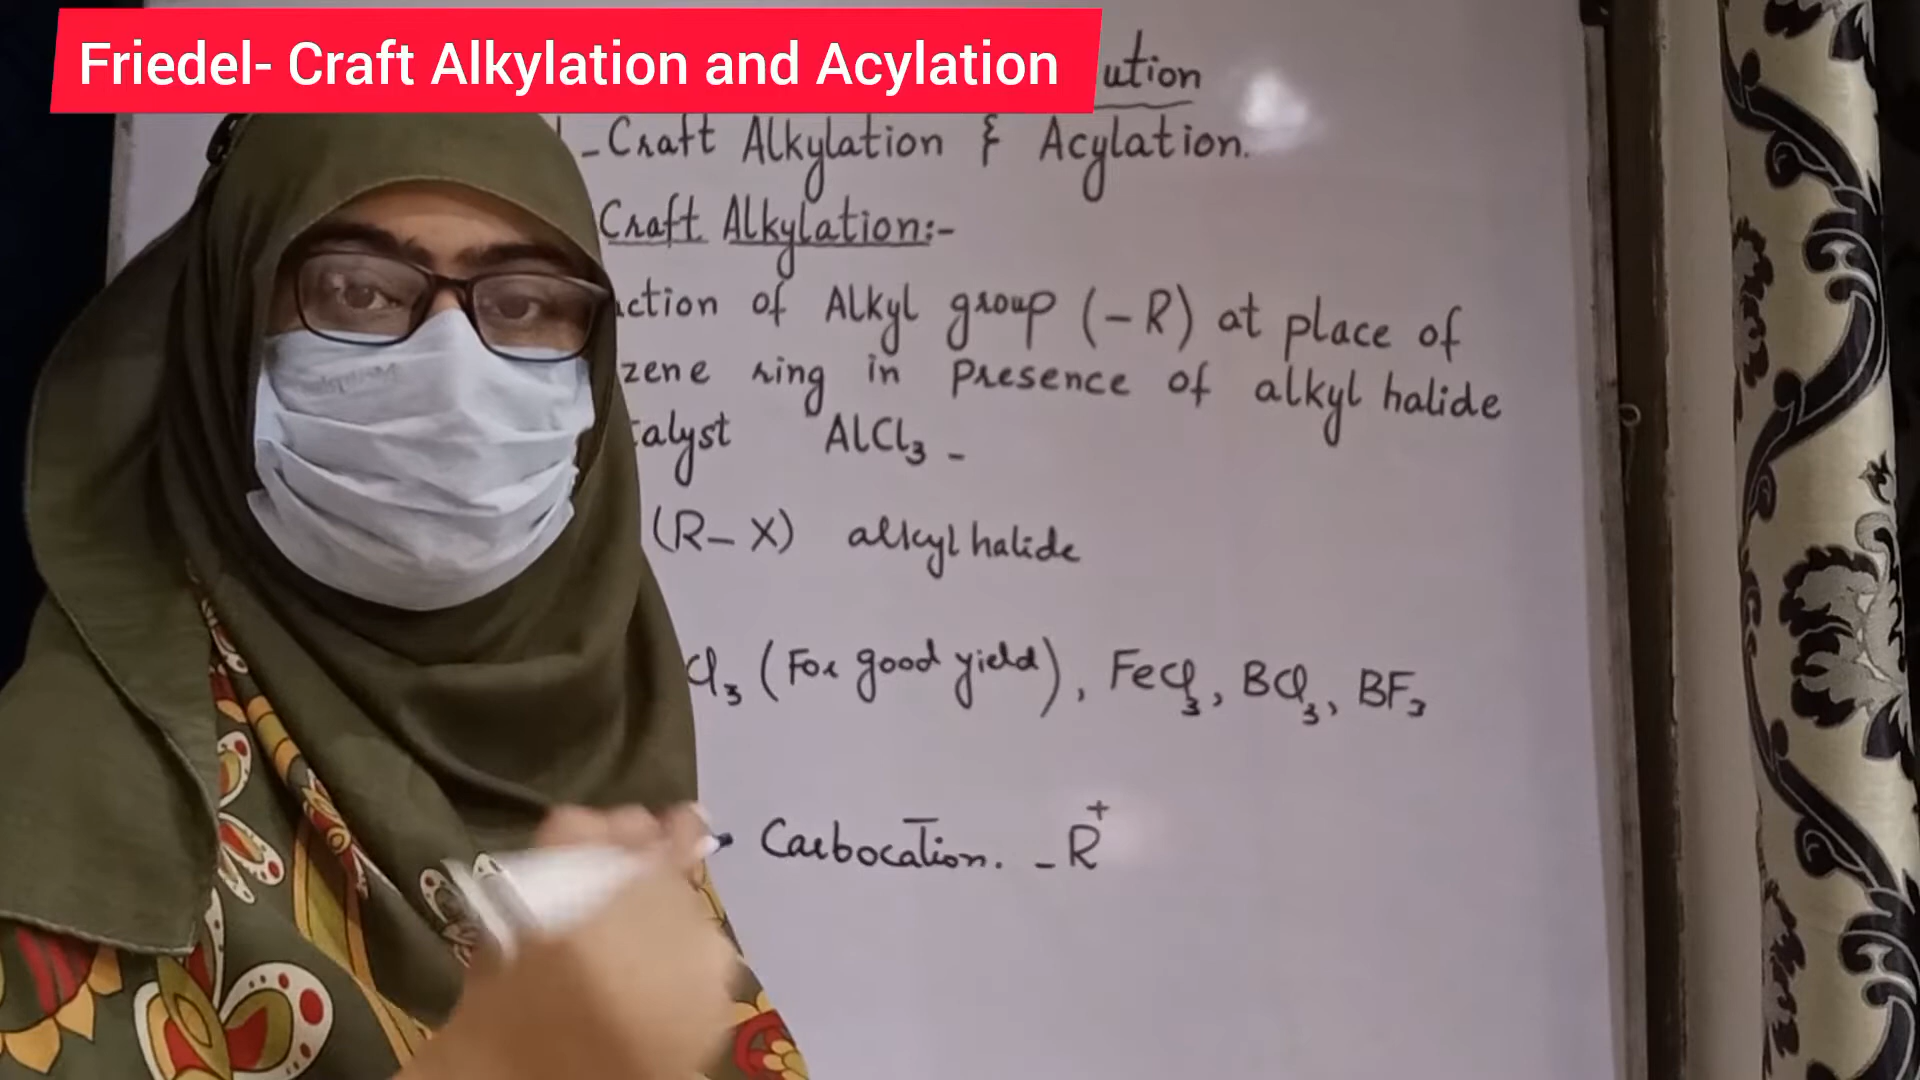 Friedel- Craft Alkylation and Acylation
ution
- Craft Alkylation & Acylation.
Craft Alkylation:-
ction of Alkyl group (-R) at place of
zene ring in presence of alkyl halide
talyst AlCl3 -
(R-X) alkyl halide
Cl3 (For good yield), FeCl3, BCl3, BF3
Carbocation. - R+